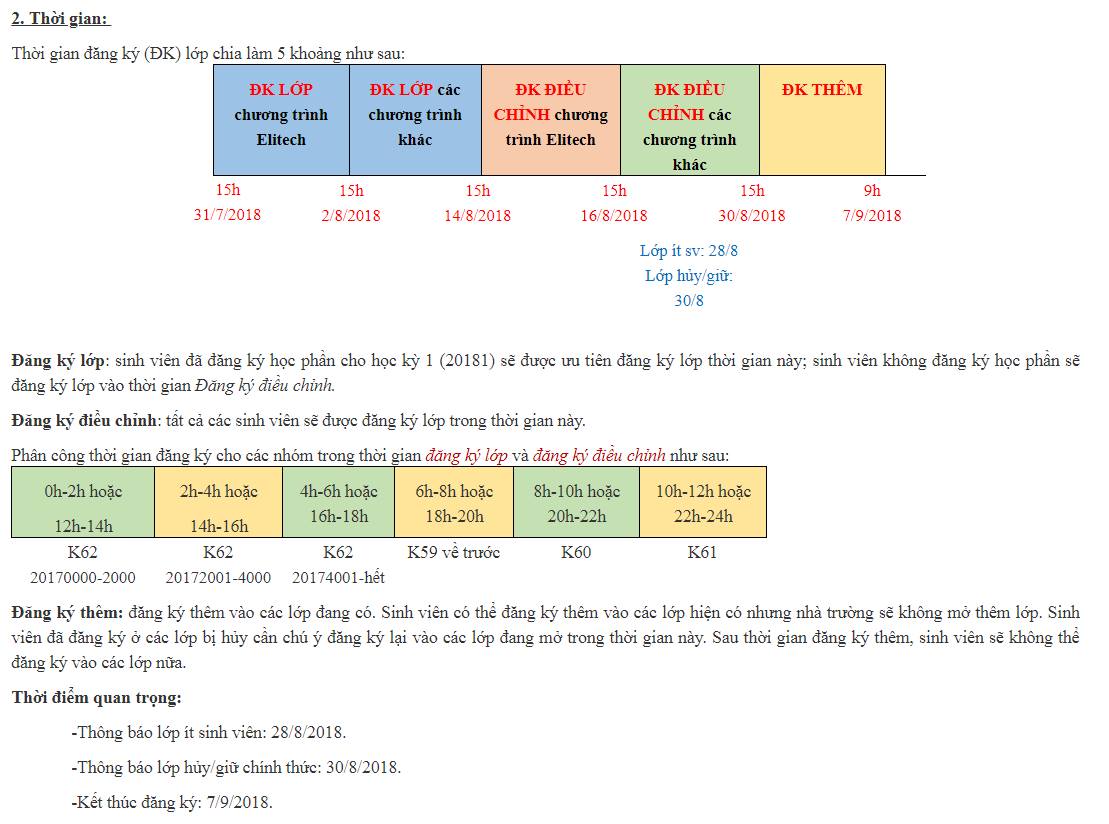 2. Thời gian:
Thời gian đăng ký (ĐK) lớp chia làm 5 khoảng như sau:
ĐK LỚP
chương trình
Elitech
ĐK LỚP các
chương trình
khác
ĐK ĐIỀU
CHỈNH chương
trình Elitech
ĐK ĐIỀU
CHỈNH các
chương trình
khác
ĐK THÊM
15h
31/7/2018
15h
2/8/2018
15h
14/8/2018
15h
16/8/2018
15h
30/8/2018
9h
7/9/2018
Lớp ít sv: 28/8
Lớp hủy/giữ:
30/8
Đăng ký lớp: sinh viên đã đăng ký học phần cho học kỳ 1 (20181) sẽ được ưu tiên đăng ký lớp thời gian này; sinh viên không đăng ký học phần sẽ
đăng ký lớp vào thời gian Đăng ký điều chỉnh.
Đăng ký điều chỉnh: tất cả các sinh viên sẽ được đăng ký lớp trong thời gian này.
Phân công thời gian đăng ký cho các nhóm trong thời gian đăng ký lớp và đăng ký điều chỉnh như sau:
0h-2h hoặc
12h-14h
2h-4h hoặc
14h-16h
4h-6h hoặc
16h-18h
6h-8h hoặc
18h-20h
8h-10h hoặc
20h-22h
10h-12h hoặc
22h-24h
K62
20170000-2000
K62
20172001-4000
K62
20174001-hết
K59 về trước
K60
K61
Đăng ký thêm: đăng ký thêm vào các lớp đang có. Sinh viên có thể đăng ký thêm vào các lớp hiện có nhưng nhà trường sẽ không mở thêm lớp. Sinh
viên đã đăng ký ở các lớp bị hủy cần chú ý đăng ký lại vào các lớp đang mở trong thời gian này. Sau thời gian đăng ký thêm, sinh viên sẽ không thể
đăng ký vào các lớp nữa.
Thời điểm quan trọng:
-Thông báo lớp ít sinh viên: 28/8/2018.
-Thông báo lớp hủy/giữ chính thức: 30/8/2018.
-Kết thúc đăng ký: 7/9/2018.